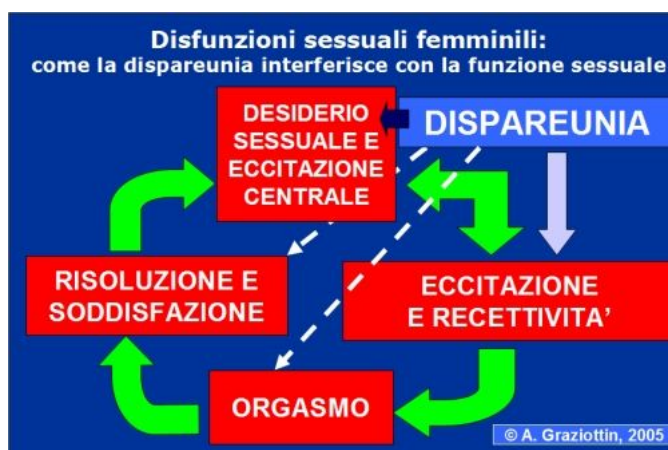 Disfunzioni sessuali femminili:
come la dispareunia interferisce con la funzione sessuale
DESIDERIO
SESSUALE E
ECCITAZIONE
CENTRALE
DISPAREUNIA
RISOLUZIONE E
SODDISFAZIONE
ECCITAZIONE
E RECETTIVITA’
ORGASMO
© A. Graziottin, 2005